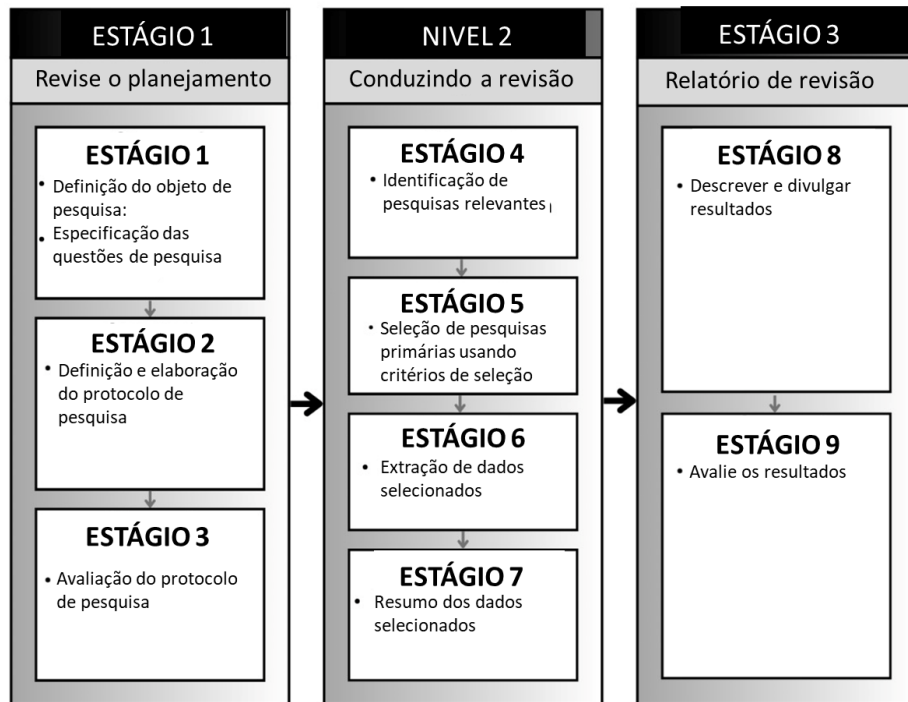 ESTÁGIO 1
Revise o planejamento
ESTÁGIO 1
• Definição do objeto de
pesquisa:
• Especificação das
questões de pesquisa
ESTÁGIO 2
• Definição e elaboração
do protocolo de
pesquisa
ESTÁGIO 3
• Avaliação do protocolo
de pesquisa
NIVEL 2
Conduzindo a revisão
ESTÁGIO 4
• Identificação de
pesquisas relevantes
ESTÁGIO 5
• Seleção de pesquisas
primárias usando
critérios de seleção
ESTÁGIO 6
• Extração de dados
selecionados
ESTÁGIO 7
• Resumo dos dados
selecionados
ESTÁGIO 3
Relatório de revisão
ESTÁGIO 8
• Descrever e divulgar
resultados
ESTÁGIO 9
• Avalie os resultados